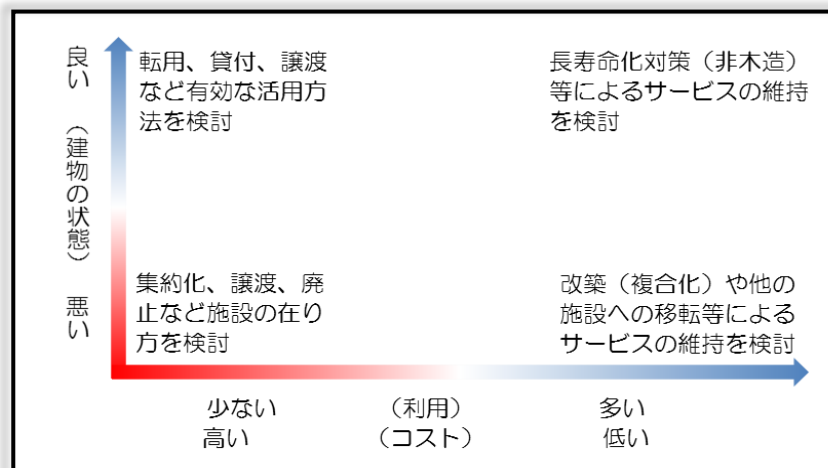 良い （建物の状態） 悪い
転用、貸付、譲渡
など有効な活用方
法を検討
長寿命化対策（非木造）
等によるサービスの維持
を検討
集約化、譲渡、廃
止など施設の在り
方を検討
改築（複合化）や他の
施設への移転等による
サービスの維持を検討
少ない （利用） 多い
高い （コスト） 低い